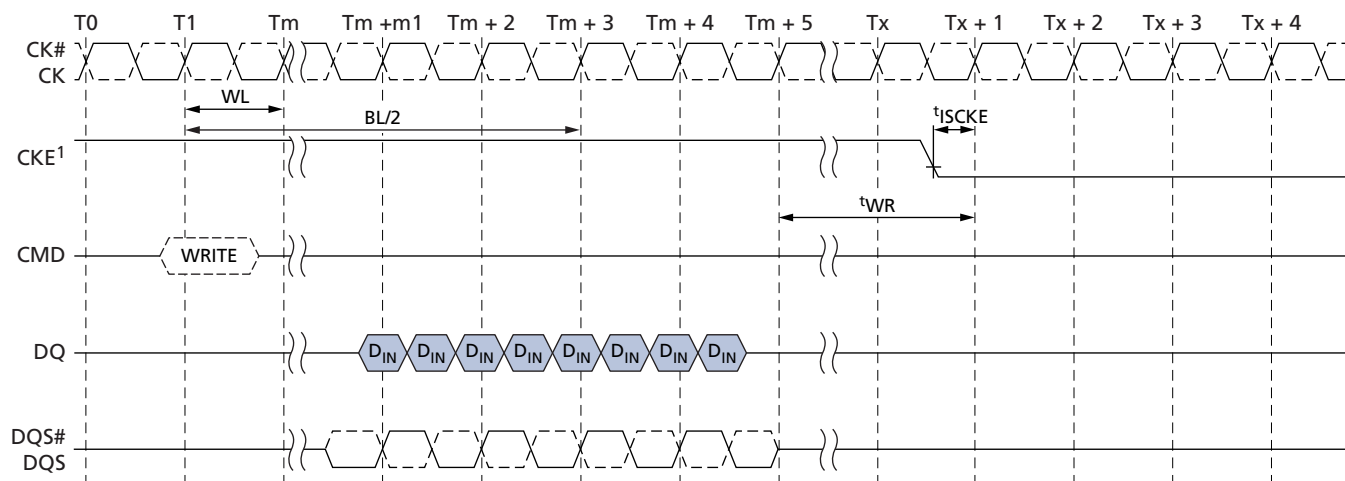 T0 T1 Tm Tm +m1 Tm + 2 Tm + 3 Tm + 4 Tm + 5 Tx Tx + 1 Tx + 2 Tx + 3 Tx + 4
CK#
CK
WL
BL/2
tISCKE
CKE1
tWR
CMD WRITE
DQ DIN DIN DIN DIN DIN DIN DIN DIN
DQS#
DQS